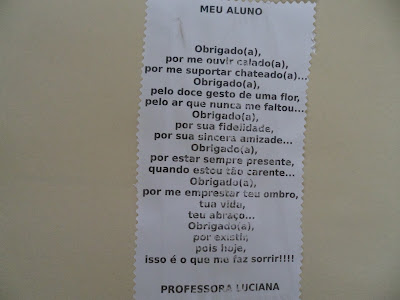 MEU ALUNO
Obrigado(a),
por me ouvir calado(a),
por me suportar chateado(a)...
Obrigado(a),
pelo doce gesto de uma flor,
pelo ar que nunca me faltou...
Obrigado(a),
por sua fidelidade,
por sua sincera amizade...
Obrigado(a),
por estar sempre presente,
quando estou tão carente...
Obrigado(a),
por me emprestar teu ombro,
tua vida,
teu abraço...
Obrigado(a),
por existir,
pois hoje,
isso é o que me faz sorrir!!!!
PROFESSORA LUCIANA